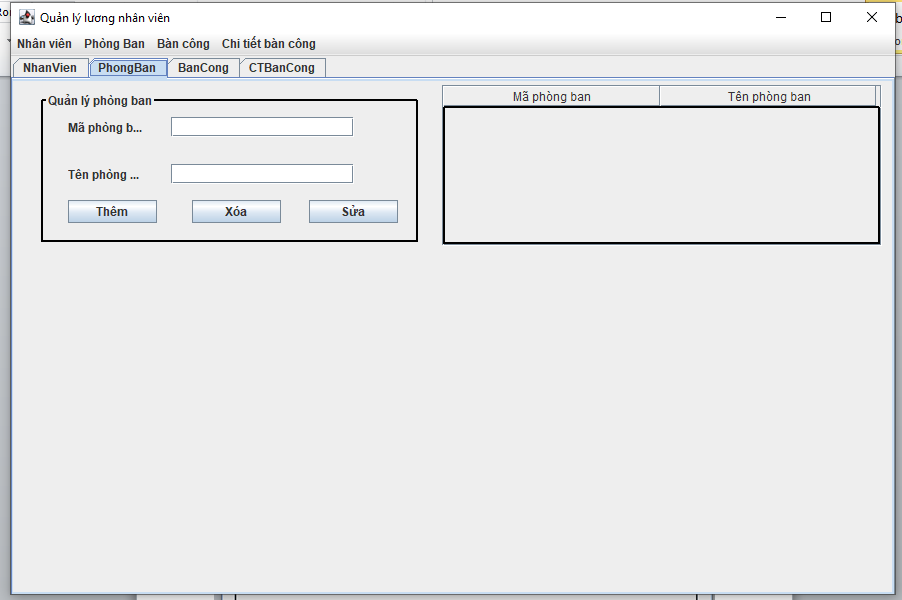 Quản lý lương nhân viên
Nhân viên Phòng Ban Bàn công Chi tiết bàn công
NhanVien PhongBan BanCong CTBanCong
Quản lý phòng ban
Mã phòng b...
Tên phòng ...
Thêm Xóa Sửa
Mã phòng ban Tên phòng ban